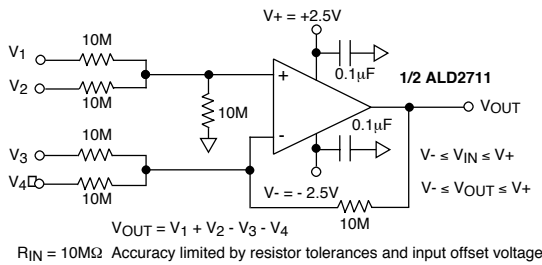 V+ = +2.5V
V1
10M
V2
10M
10M
0.1μF
1/2 ALD2711
+
-
VOUT
0.1μF
V3
10M
V4
10M
V- = - 2.5V
10M
V- ≤ VIN ≤ V+
V- ≤ VOUT ≤ V+
VOUT = V1 + V2 - V3 - V4
RIN = 10MΩ Accuracy limited by resistor tolerances and input offset voltage